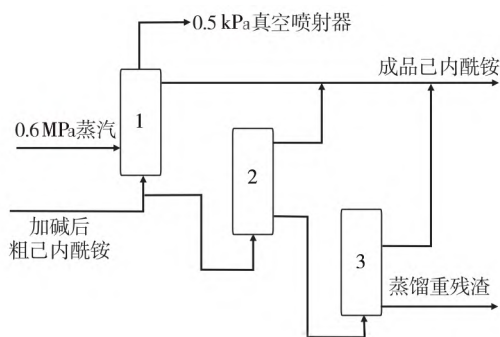 0.5 kPa真空喷射器
成品己内酰铵
1
0.6 MPa蒸汽
2
加碱后
粗己内酰铵
3
蒸馏重残渣